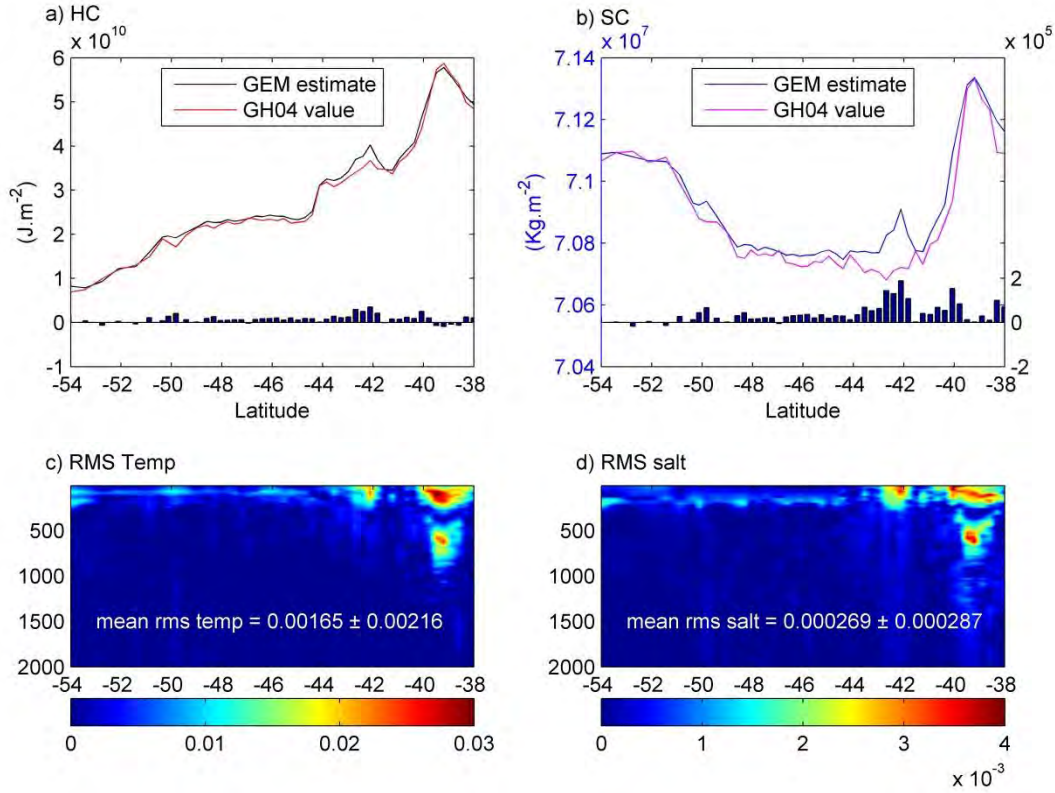 a) HC
x 10^10
6
5
4
3
2
1
0
-1
(J.m^-2)
GEM estimate
GH04 value
-54 -52 -50 -48 -46 -44 -42 -40 -38
Latitude
b) SC
x 10^7
x 10^5
7.14
7.12
7.1
7.08
7.06
7.04
(Kg.m^-2)
GEM estimate
GH04 value
2
0
-2
-54 -52 -50 -48 -46 -44 -42 -40 -38
Latitude
c) RMS Temp
500
1000
1500
2000
mean rms temp = 0.00165 ± 0.00216
-54 -52 -50 -48 -46 -44 -42 -40 -38
0 0.01 0.02 0.03
d) RMS salt
500
1000
1500
2000
mean rms salt = 0.000269 ± 0.000287
-54 -52 -50 -48 -46 -44 -42 -40 -38
0 1 2 3 4
x 10^-3